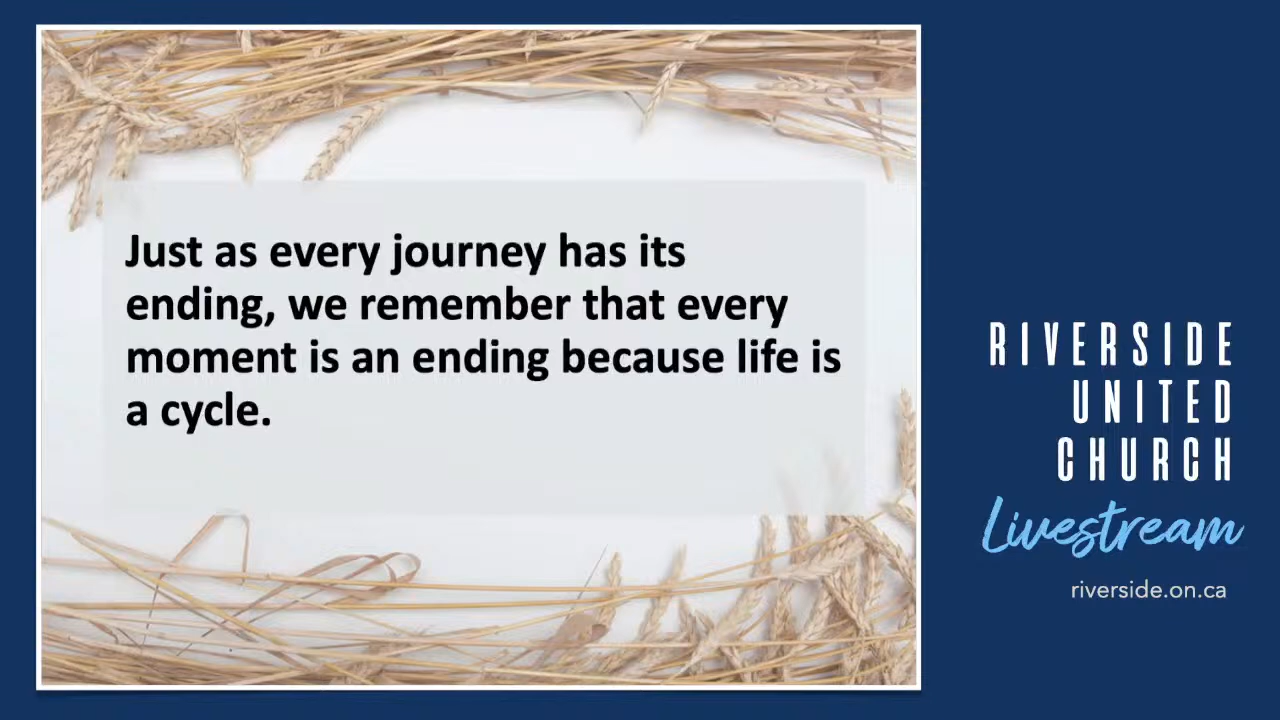 Just as every journey has its
ending, we remember that every
moment is an ending because life is
a cycle.
RIVERSIDE
UNITED
CHURCH
Livestream
riverside.on.ca